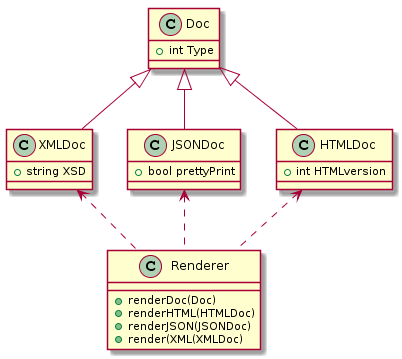 C Doc
int Type
C XMLDoc
string XSD
C JSONDoc
bool prettyPrint
C HTMLDoc
int HTMLversion
C Renderer
renderDoc(Doc)
renderHTML(HTMLDoc)
renderJSON(JSONDoc)
render(XML(XMLDoc)